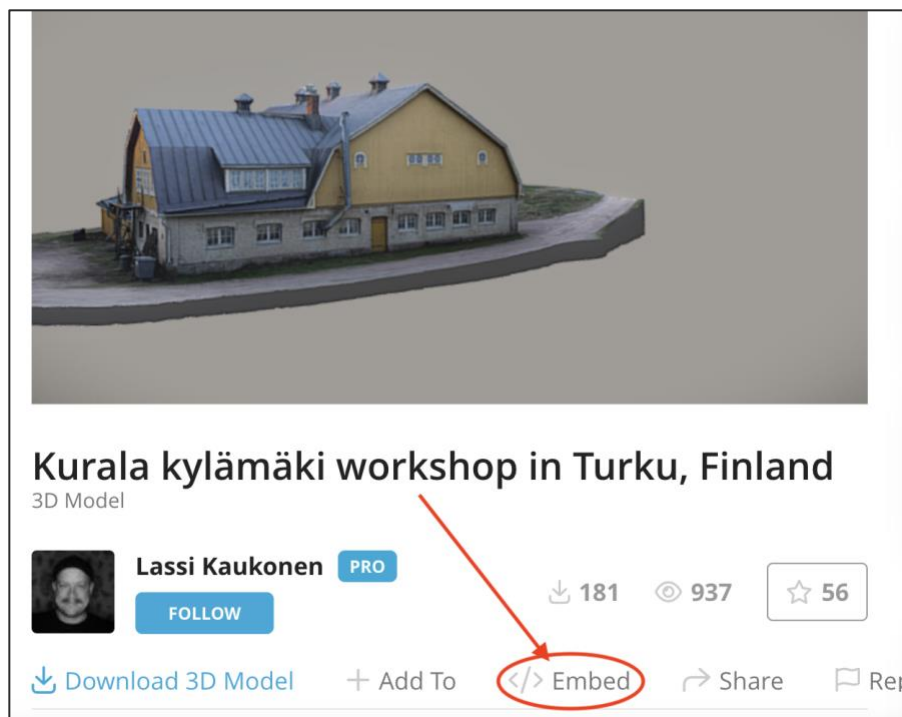 Kurala kylämäki workshop in Turku, Finland
3D Model
Lassi Kaukonen PRO
FOLLOW
181 937 56
Download 3D Model + Add To </> Embed Share Rep